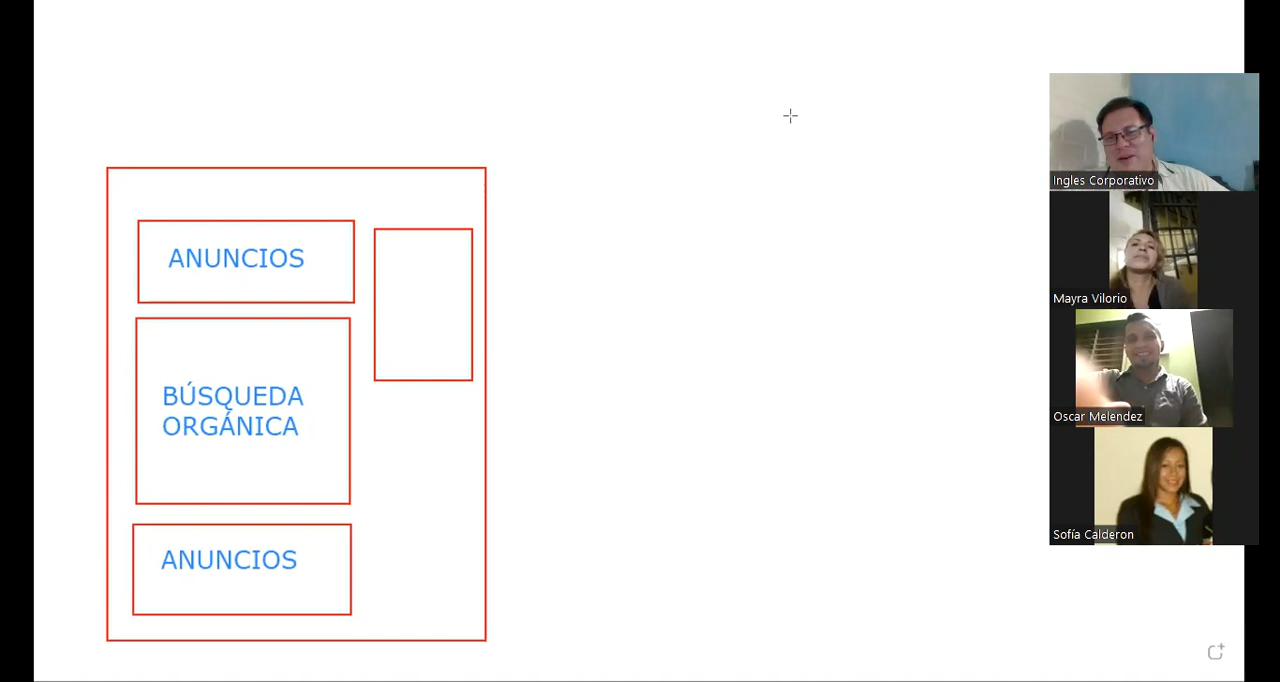 ANUNCIOS
BÚSQUEDA
ORGÁNICA
ANUNCIOS
Ingles Corporativo
Mayra Vilorio
Oscar Melendez
Sofía Calderon